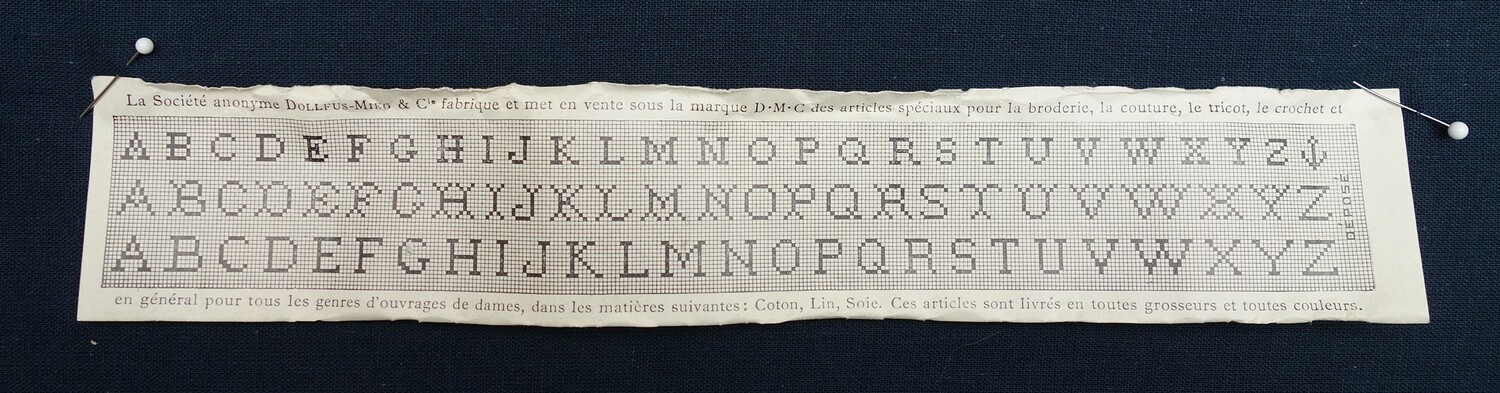 La Société anonyme DOLLFUS-MIEG & Cie fabrique et met en vente sous la marque D·M·C des articles spéciaux pour la broderie, la couture, le tricot, le crochet et
A B C D E F G H I J K L M N O P Q R S T U V W X Y Z
A B C D E F G H I J K L M N O P Q R S T U V W X Y Z
DÉPOSÉ
A B C D E F G H I J K L M N O P Q R S T U V W X Y Z
en général pour tous les genres d'ouvrages de dames, dans les matières suivantes: Coton, Lin, Soie. Ces articles sont livrés en toutes grosseurs et toutes couleurs.